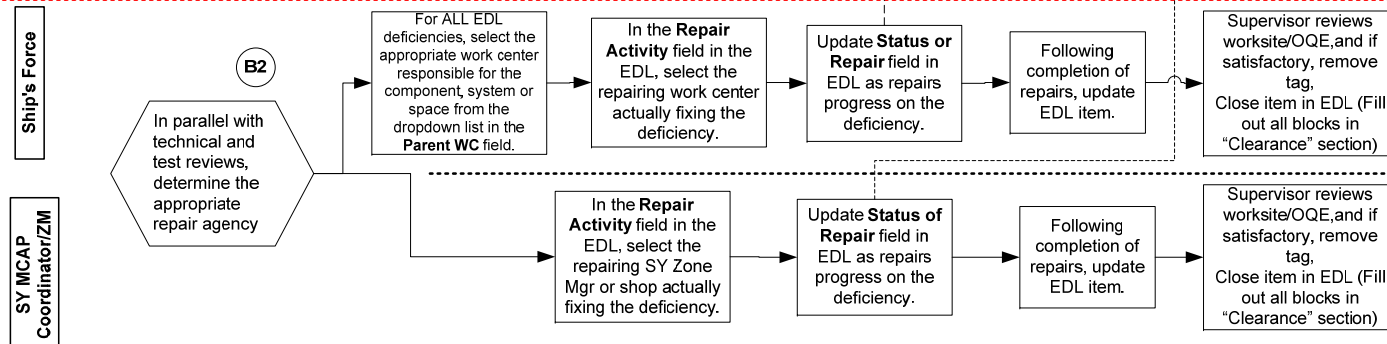 Ship's Force
B2
In parallel with
technical and
test reviews,
determine the
appropriate
repair agency
For ALL EDL
deficiencies, select the
appropriate work center
responsible for the
component, system or
space from the
dropdown list in the
Parent WC field.
In the Repair
Activity field in the
EDL, select the
repairing work center
actually fixing the
deficiency.
Update Status or
Repair field in
EDL as repairs
progress on the
deficiency.
Following
completion of
repairs, update
EDL item.
Supervisor reviews
worksite/OQE,and if
satisfactory, remove
tag,
Close item in EDL (Fill
out all blocks in
“Clearance” section)
SY MCAP
Coordinator/ZM
In the Repair
Activity field in the
EDL, select the
repairing SY Zone
Mgr or shop actually
fixing the deficiency.
Update Status of
Repair field in
EDL as repairs
progress on the
deficiency.
Following
completion of
repairs, update
EDL item.
Supervisor reviews
worksite/OQE,and if
satisfactory, remove
tag,
Close item in EDL (Fill
out all blocks in
“Clearance” section)